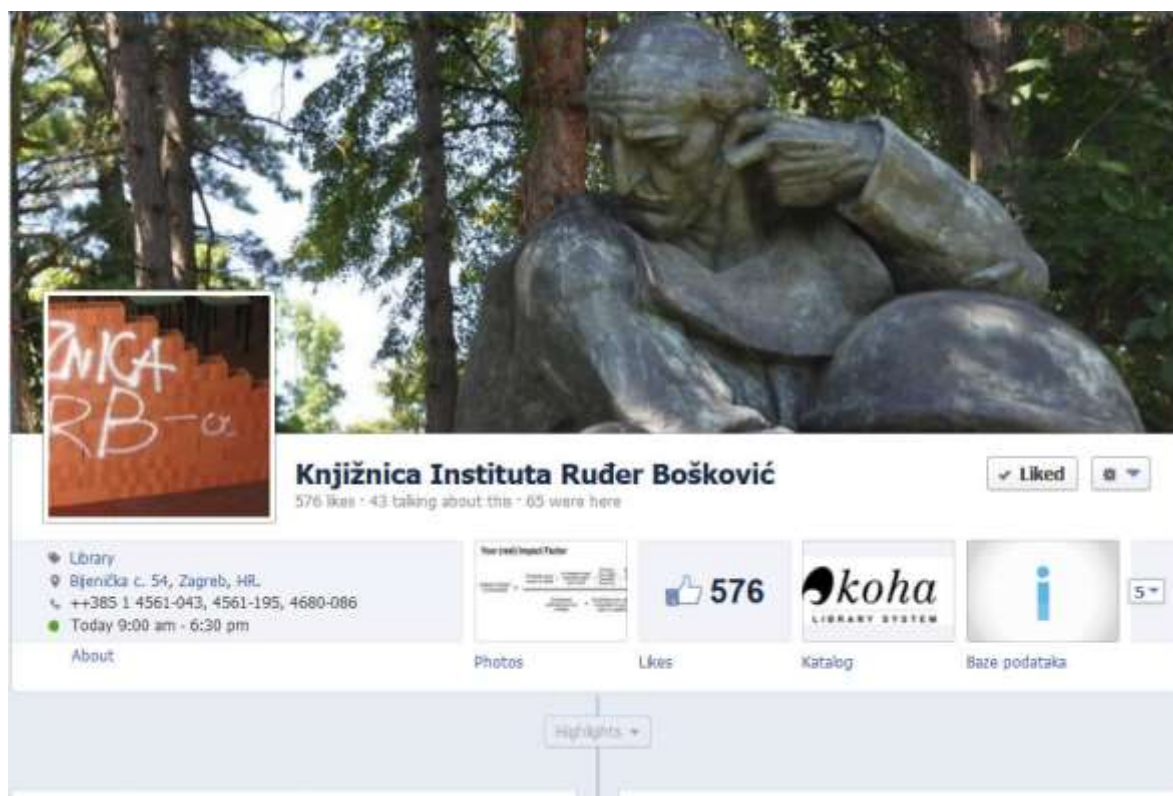 ZNICA
RB-a
Knjižnica Instituta Ruđer Bošković
576 likes · 43 talking about this · 65 were here
Liked
Library
Bijenička c. 54, Zagreb, HR.
++385 1 4561-043, 4561-195, 4680-086
Today 9:00 am - 6:30 pm
About
Your (real) Impact Factor
Photos
576
Likes
koha
LIBRARY SYSTEM
Katalog
i
Baze podataka
5
Highlights